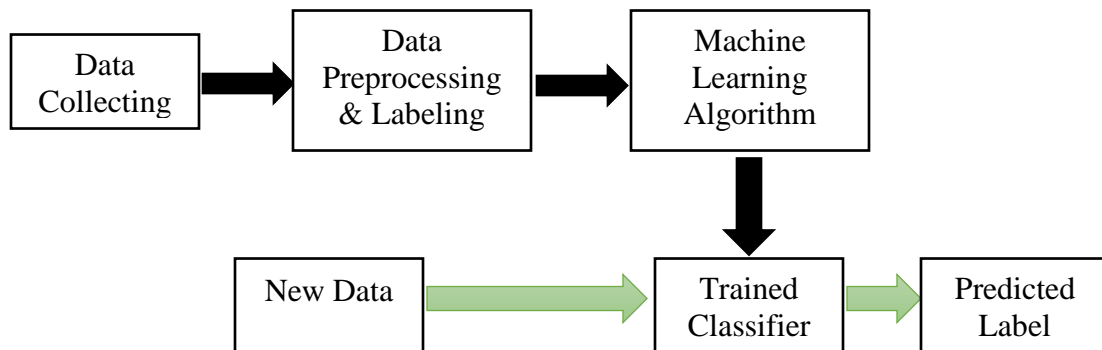 Data
Collecting
Data
Preprocessing
& Labeling
Machine
Learning
Algorithm
New Data
Trained
Classifier
Predicted
Label